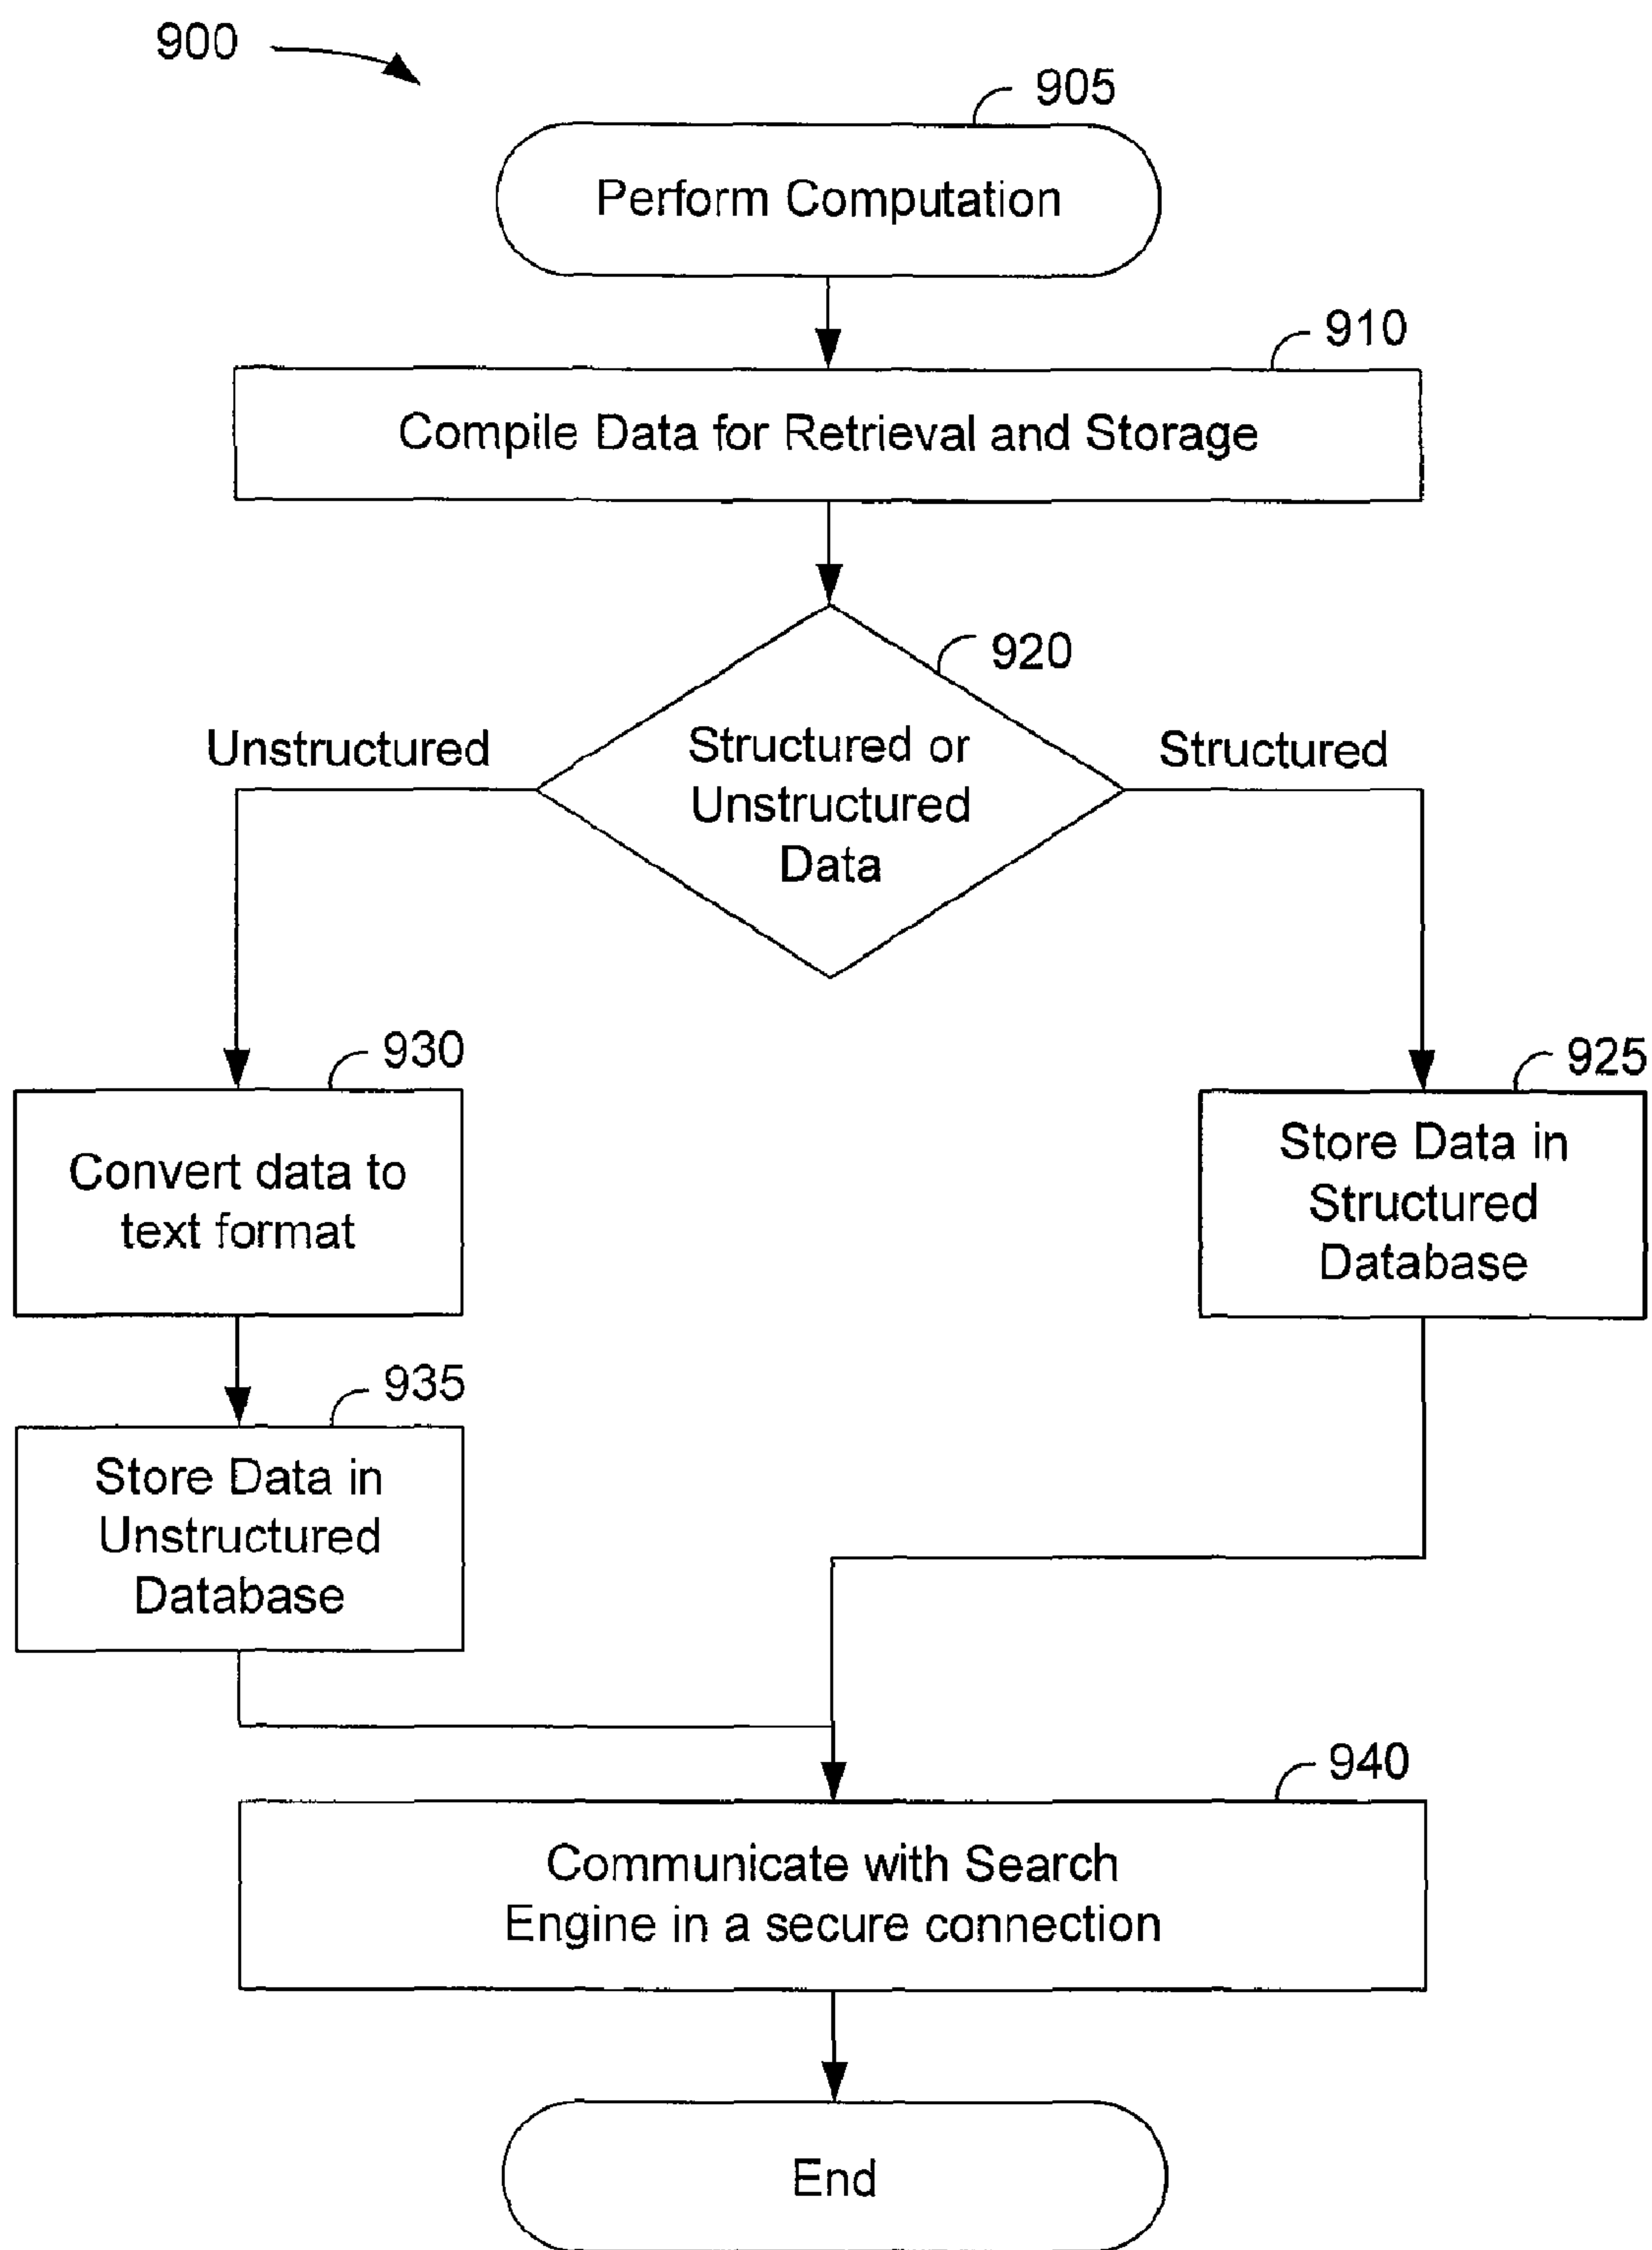 900
905
Perform Computation
910
Compile Data for Retrieval and Storage
920
Unstructured
Structured or
Unstructured
Data
Structured
930
Convert data to
text format
925
Store Data in
Structured
Database
935
Store Data in
Unstructured
Database
940
Communicate with Search
Engine in a secure connection
End